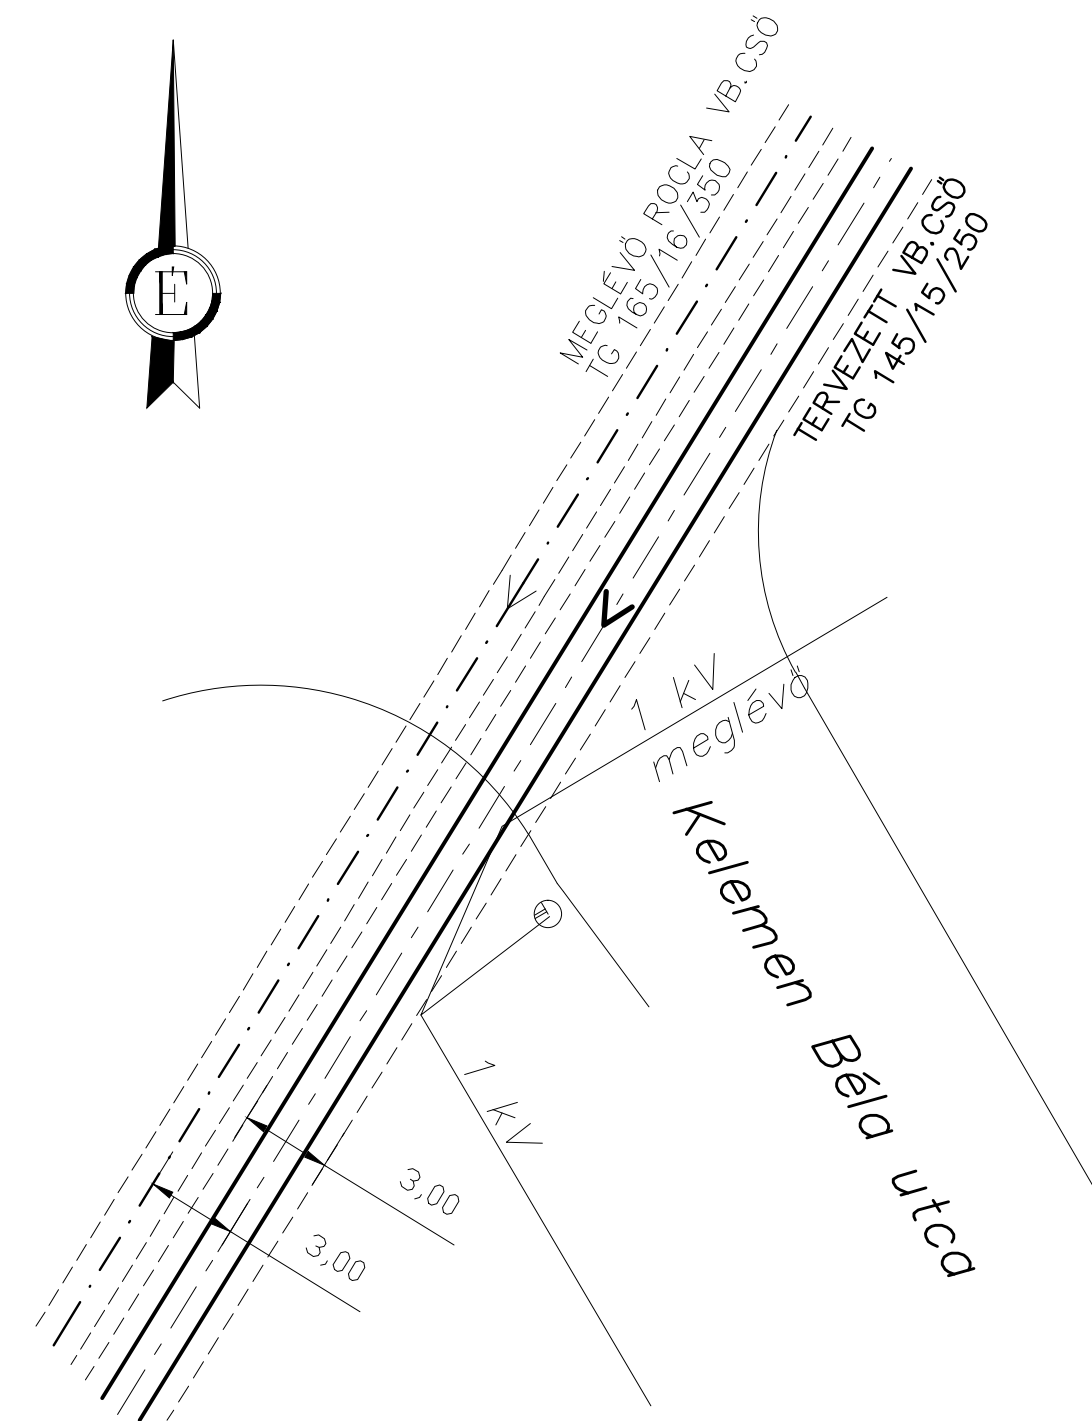 MEGLÉVŐ ROCLA VB.CSŐ
TG 165/16/350
TERVEZETT VB.CSŐ
TG 145/15/250
É
1 kV
meglévő
Kelemen Béla utca
1 kV
3,00
3,00